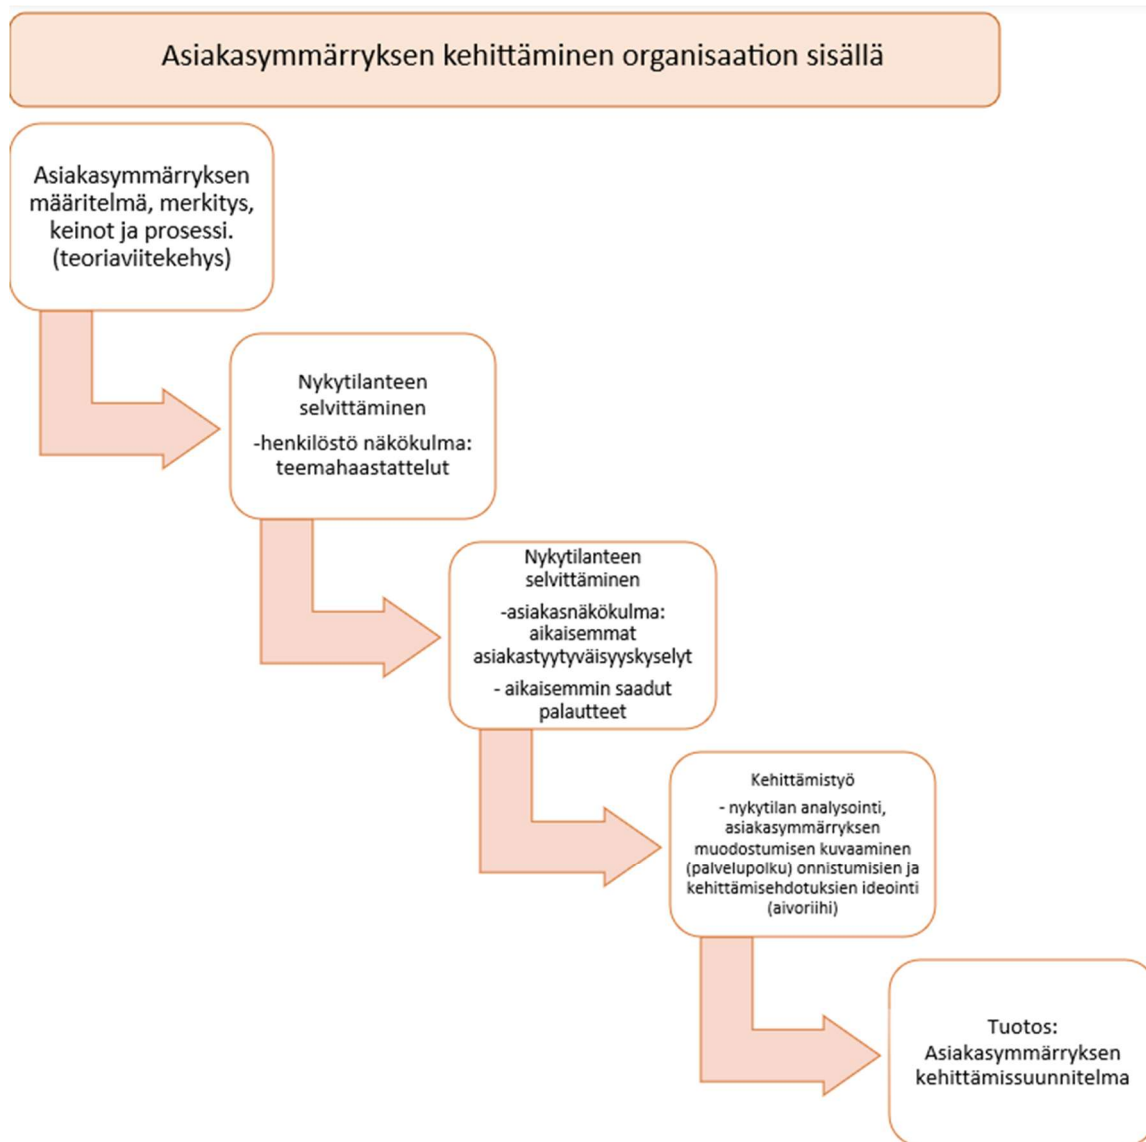 Asiakasymmärryksen kehittäminen organisaation sisällä
Asiakasymmärryksen
määritelmä, merkitys,
keinot ja prosessi.
(teoriaviitekehys)
Nykytilanteen
selvittäminen
-henkilöstö näkökulma:
teemahaastattelut
Nykytilanteen
selvittäminen
-asiakasnäkökulma:
aikaisemmat
asiakastyytyväisyyskyselyt
- aikaisemmin saadut
palautteet
Kehittämistyö
- nykytilan analysointi,
asiakasymmärryksen
muodostumisen kuvaaminen
(palvelupolku) onnistumisien ja
kehittämisehdotuksien ideointi
(aivoriihi)
Tuotos:
Asiakasymmärryksen
kehittämissuunnitelma